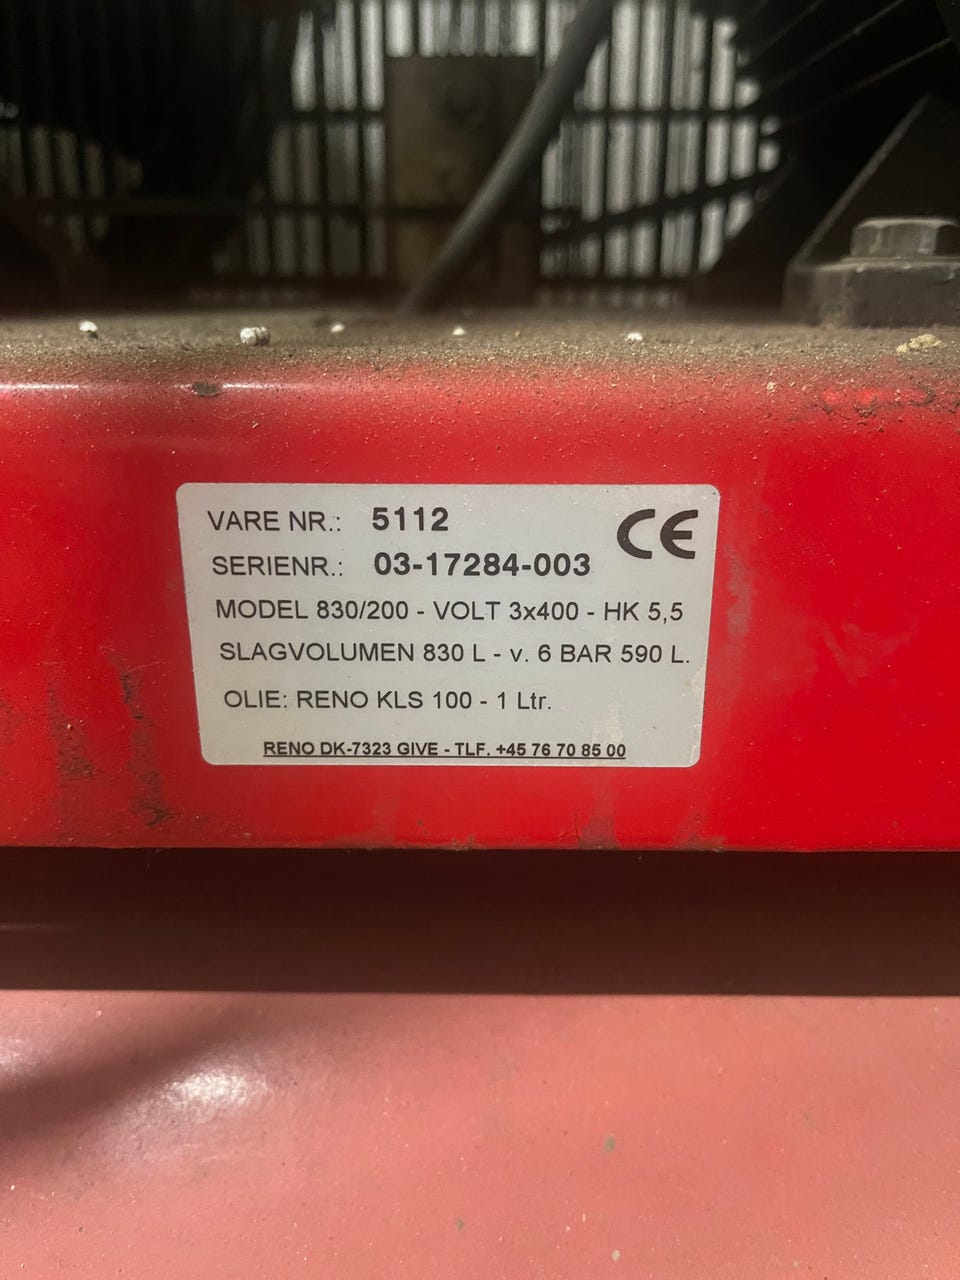 VARE NR.: 5112 CE
SERIENR.: 03-17284-003
MODEL 830/200 - VOLT 3x400 - HK 5,5
SLAGVOLUMEN 830 L - v. 6 BAR 590 L.
OLIE: RENO KLS 100 - 1 Ltr.
RENO DK-7323 GIVE - TLF. +45 76 70 85 00